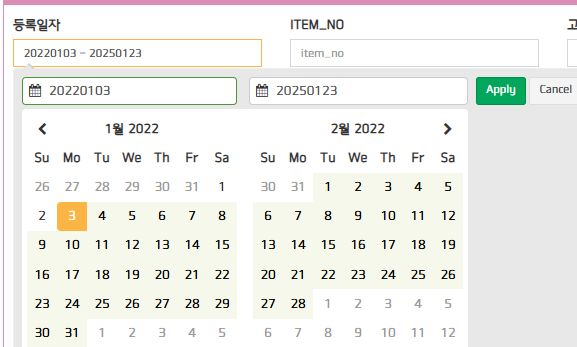 등록일자 ITEM_NO
20220103 – 20250123 item_no
20220103 20250123 Apply Cancel
1월 2022 2월 2022
Su Mo Tu We Th Fr Sa Su Mo Tu We Th Fr Sa
26 27 28 29 30 31 1 30 31 1 2 3 4 5
2 3 4 5 6 7 8 6 7 8 9 10 11 12
9 10 11 12 13 14 15 13 14 15 16 17 18 19
16 17 18 19 20 21 22 20 21 22 23 24 25 26
23 24 25 26 27 28 29 27 28 1 2 3 4 5
30 31 1 2 3 4 5 6 7 8 9 10 11 12